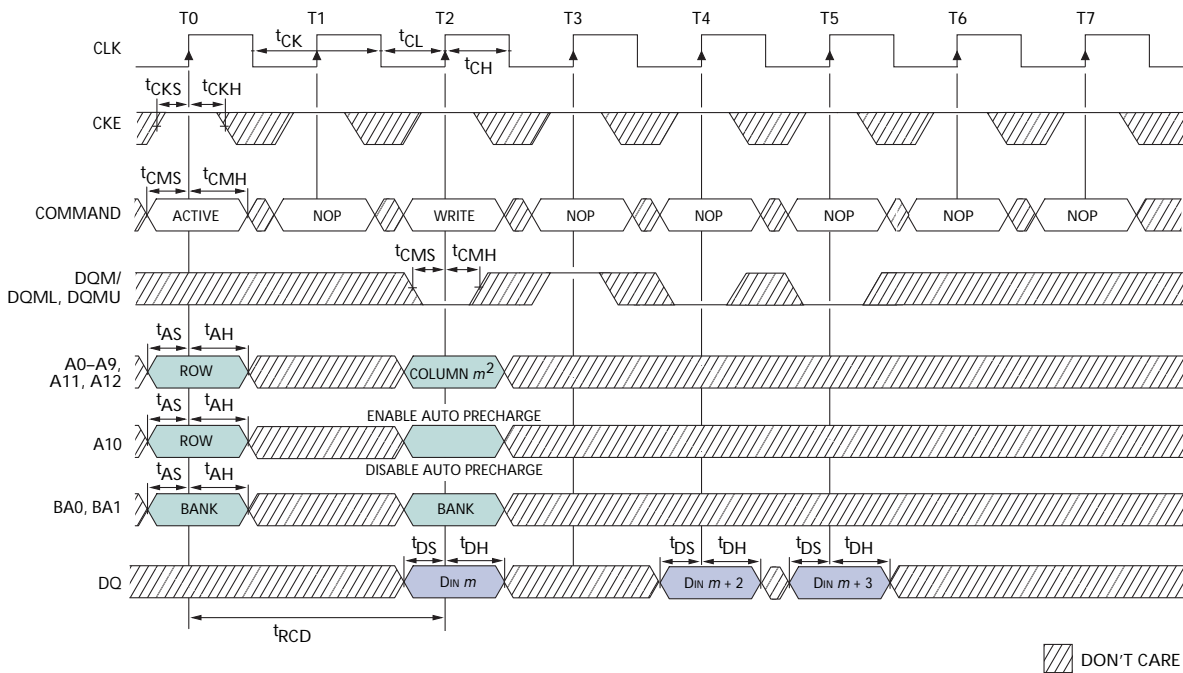 T0 T1 T2 T3 T4 T5 T6 T7
CLK
tCK tCL
tCH
tCKS tCKH
CKE
tCMS tCMH
COMMAND ACTIVE NOP WRITE NOP NOP NOP NOP NOP
tCMS tCMH
DQM/
DQML, DQMU
tAS tAH
A0–A9,
A11, A12
ROW COLUMN m2
tAS tAH ENABLE AUTO PRECHARGE
A10 ROW
DISABLE AUTO PRECHARGE
tAS tAH
BA0, BA1 BANK BANK
tDS tDH tDS tDH tDS tDH
DQ DIN m DIN m + 2 DIN m + 3
tRCD
DON'T CARE